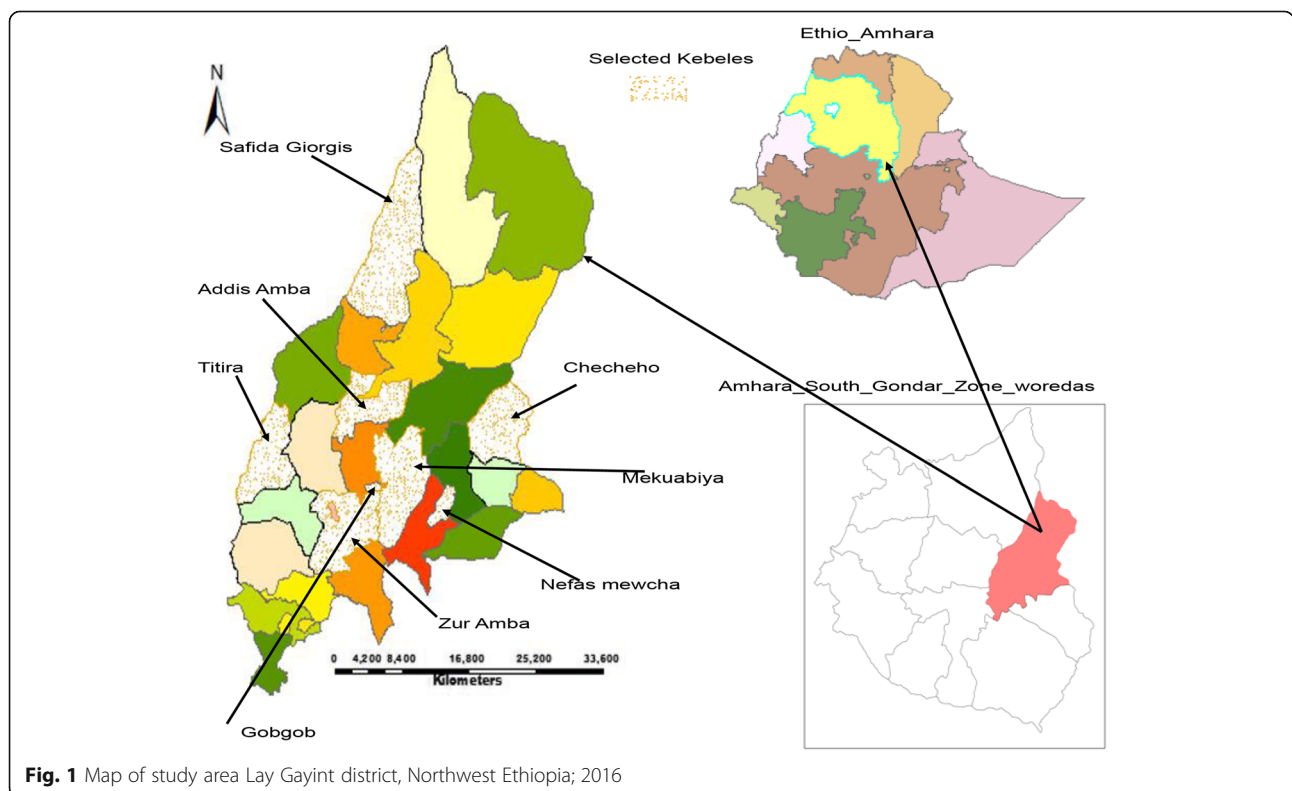 Ethio_Amhara
Selected Kebeles
N
Safida Giorgis
Addis Amba
Titira
Checheho
Amhara_South_Gondar_Zone_woredas
Mekuabiya
Nefas mewcha
Zur Amba
0 4,200 8,400 16,800 25,200 33,600
Kilometers
Gobgob
Fig. 1 Map of study area Lay Gayint district, Northwest Ethiopia; 2016